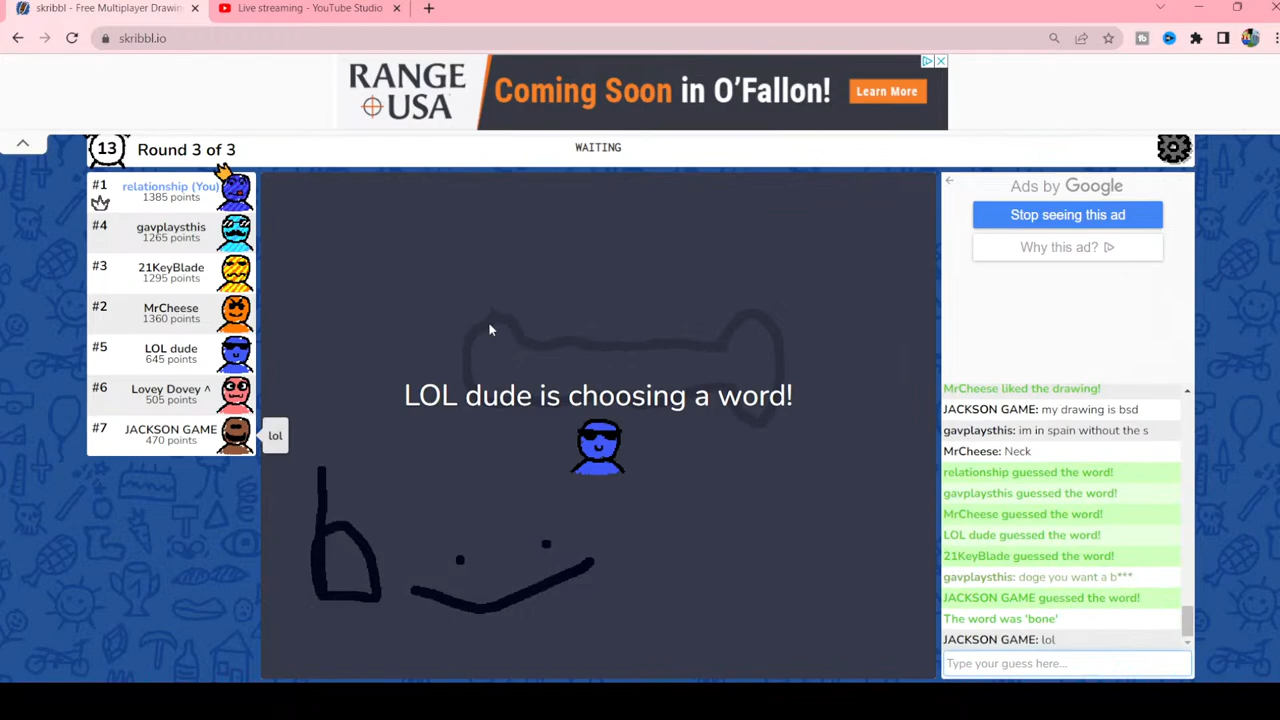 skribbl - Free Multiplayer Drawin
Live streaming - YouTube Studio
skribbl.io
RANGE
USA
Coming Soon in O'Fallon!
Learn More
13
Round 3 of 3
WAITING
#1
relationship (You)
1385 points
#4
gavplaysthis
1265 points
#3
21KeyBlade
1295 points
#2
MrCheese
1360 points
#5
LOL dude
645 points
#6
Lovey Dovey ^
505 points
#7
JACKSON GAME
470 points
lol
LOL dude is choosing a word!
b
Ads by Google
Stop seeing this ad
Why this ad?
MrCheese liked the drawing!
JACKSON GAME: my drawing is bsd
gavplaysthis: im in spain without the s
MrCheese: Neck
relationship guessed the word!
gavplaysthis guessed the word!
MrCheese guessed the word!
LOL dude guessed the word!
21KeyBlade guessed the word!
gavplaysthis: doge you want a b***
JACKSON GAME guessed the word!
The word was 'bone'
JACKSON GAME: lol
Type your guess here...